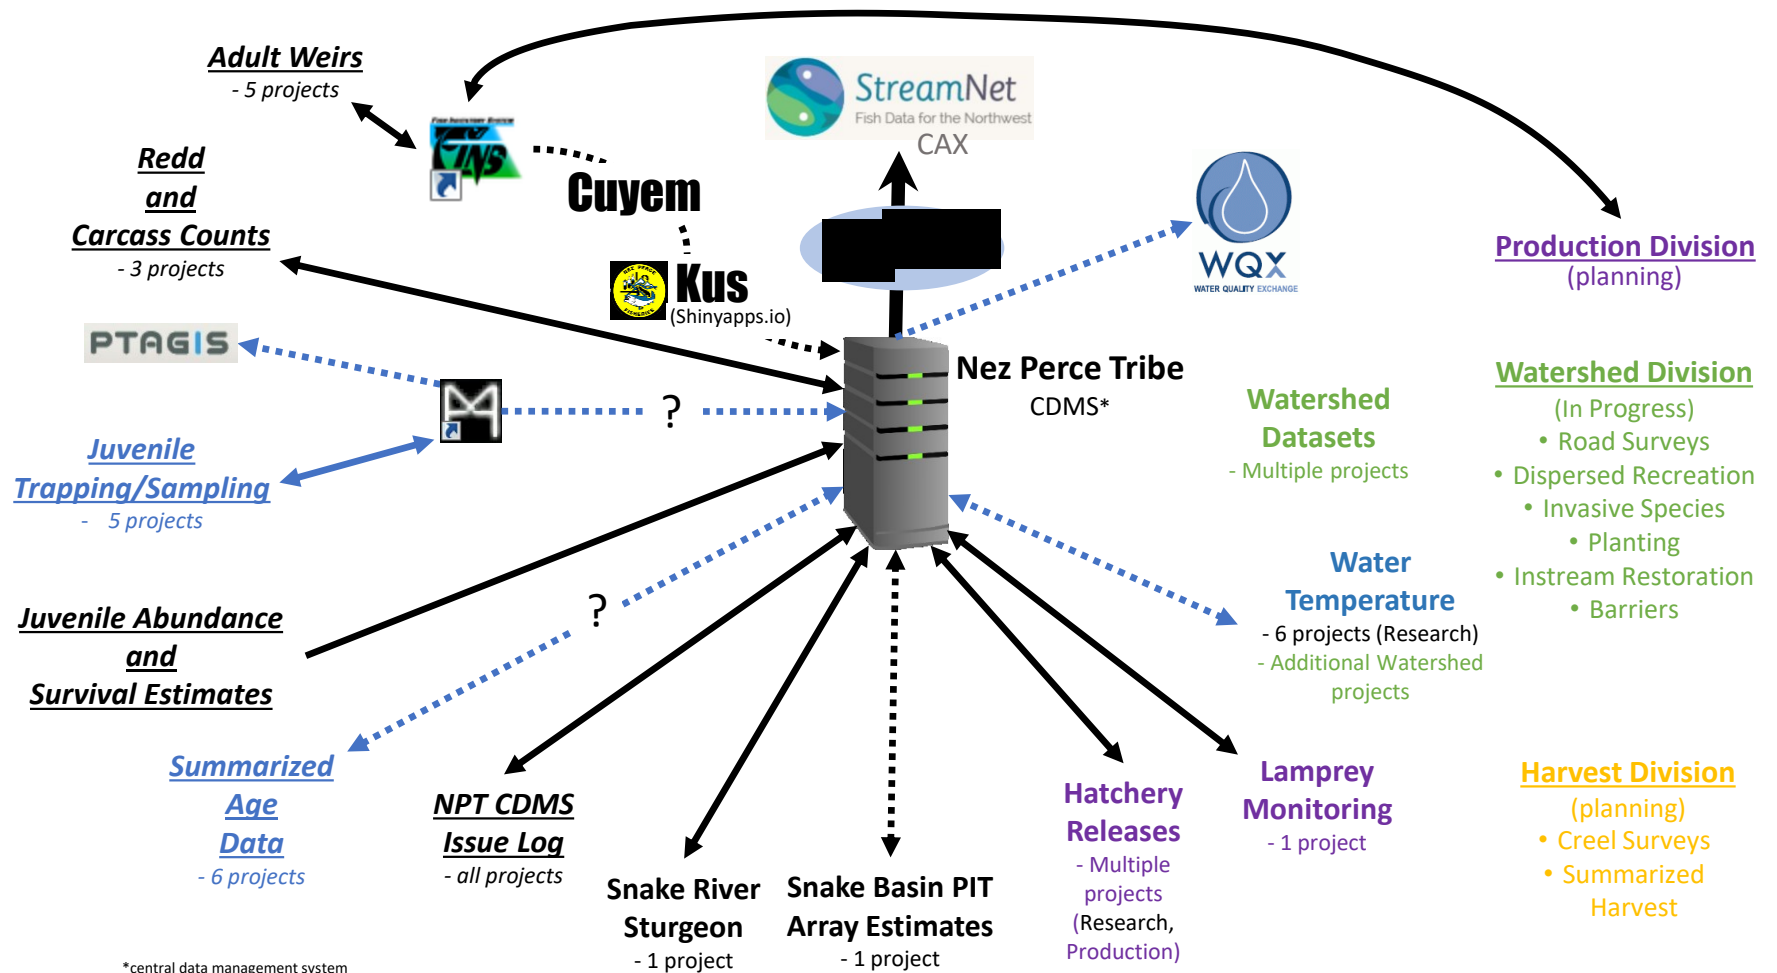 Adult Weirs
- 5 projects
Redd
and
Carcass Counts
- 3 projects
PTAGIS
Juvenile
Trapping/Sampling
- 5 projects
Juvenile Abundance
and
Survival Estimates
Summarized
Age
Data
- 6 projects
*central data management system
FINS
Cuyem
NEZ PERCE
FISHERIES
Kus
(Shinyapps.io)
?
?
StreamNet
Fish Data for the Northwest
CAX
WQX
WATER QUALITY EXCHANGE
Nez Perce Tribe
CDMS*
NPT CDMS
Issue Log
- all projects
Snake River
Sturgeon
- 1 project
Snake Basin PIT
Array Estimates
- 1 project
Hatchery
Releases
- Multiple
projects
(Research,
Production)
Lamprey
Monitoring
- 1 project
Water
Temperature
- 6 projects (Research)
- Additional Watershed
projects
Watershed
Datasets
- Multiple projects
Production Division
(planning)
Watershed Division
(In Progress)
• Road Surveys
• Dispersed Recreation
• Invasive Species
• Planting
• Instream Restoration
• Barriers
Harvest Division
(planning)
• Creel Surveys
• Summarized
Harvest